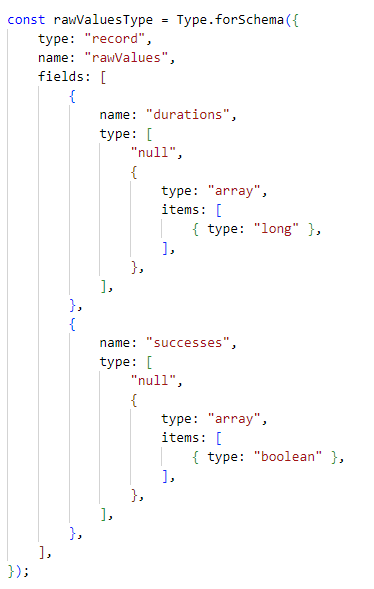 const rawValuesType = Type.forSchema({
    type: "record",
    name: "rawValues",
    fields: [
        {
            name: "durations",
            type: [
                "null",
                {
                    type: "array",
                    items: [
                        { type: "long" },
                    ],
                },
            ],
        },
        {
            name: "successes",
            type: [
                "null",
                {
                    type: "array",
                    items: [
                        { type: "boolean" },
                    ],
                },
            ],
        },
    ],
});